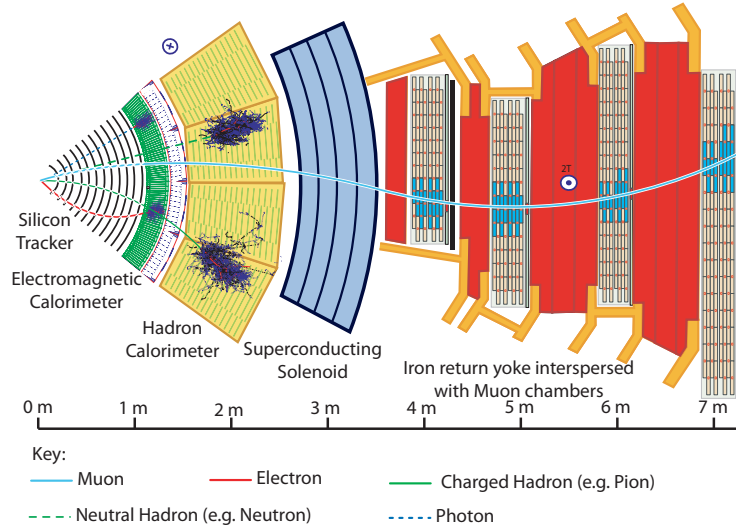 2T
Silicon
Tracker
Electromagnetic
Calorimeter
Hadron
Calorimeter
Superconducting
Solenoid
Iron return yoke interspersed
with Muon chambers
0 m 1 m 2 m 3 m 4 m 5 m 6 m 7 m
Key:
Muon Electron Charged Hadron (e.g. Pion)
Neutral Hadron (e.g. Neutron) Photon